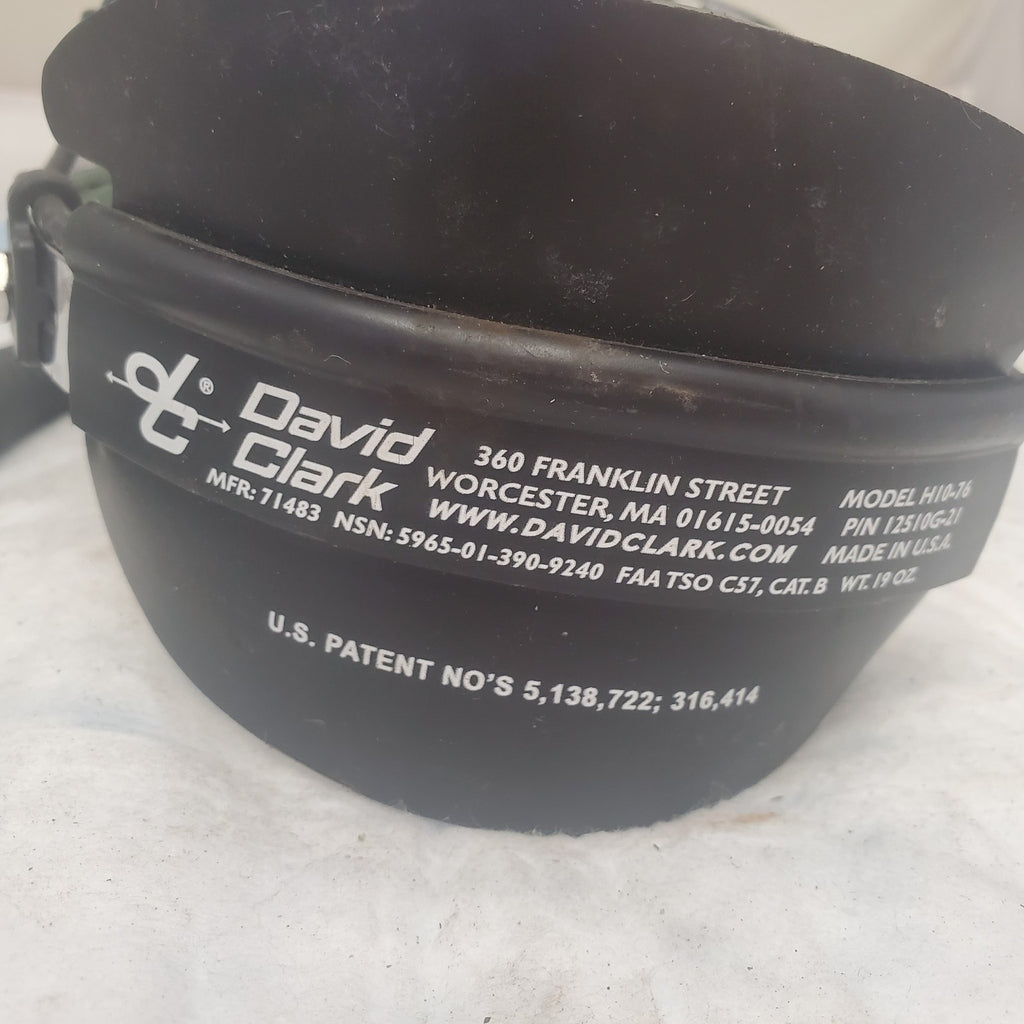 dc® David Clark
360 FRANKLIN STREET
WORCESTER, MA 01615-0054
WWW.DAVIDCLARK.COM
MFR: 71483 NSN: 5965-01-390-9240 FAA TSO C57, CAT. B WT. 19 OZ.
MODEL H10-76
P/N 12510G-21
MADE IN U.S.A.
U.S. PATENT NO'S 5,138,722; 316,414